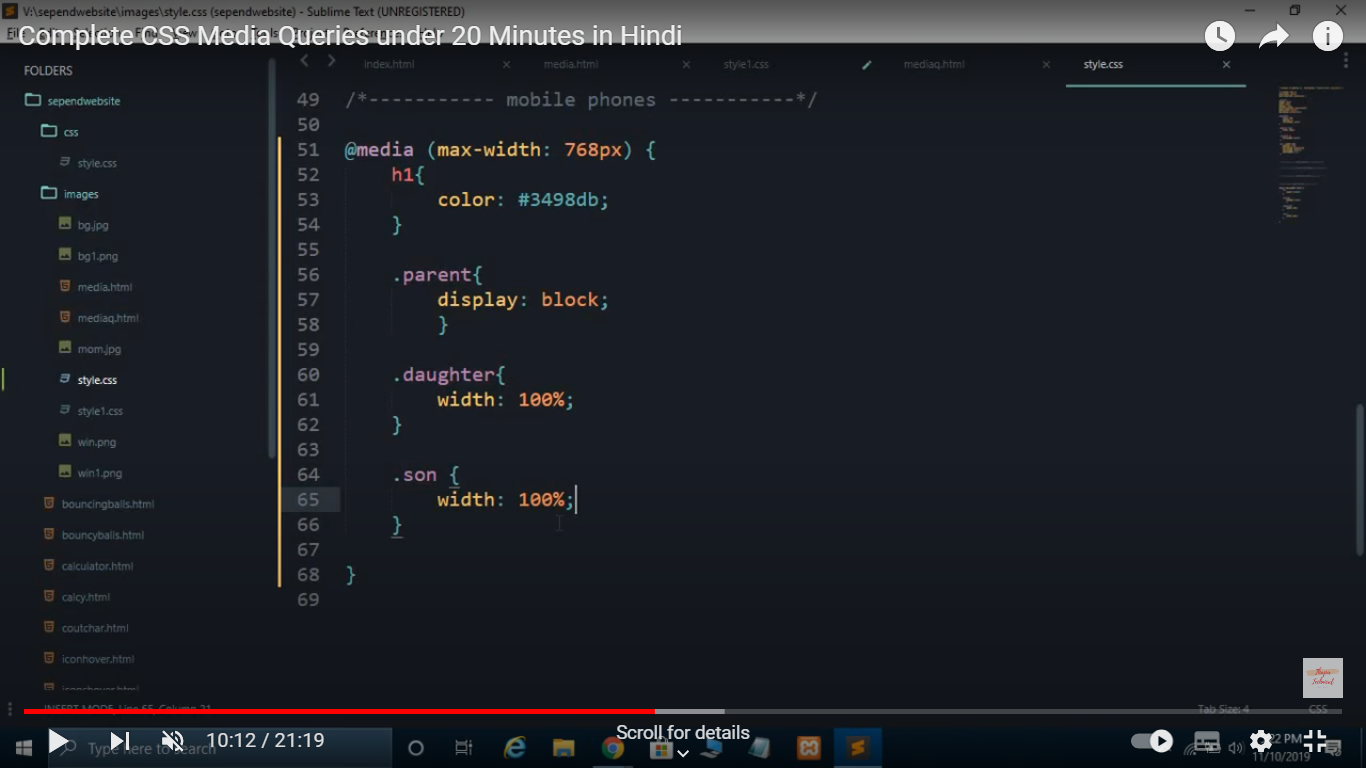 V:\sependwebsite\images\style.css (sependwebsite) - Sublime Text (UNREGISTERED)
Complete CSS Media Queries under 20 Minutes in Hindi
FOLDERS
sependwebsite
css
style.css
images
bg.jpg
bg1.png
media.html
mediaq.html
mom.jpg
style.css
style1.css
win.png
win1.png
bouncingballs.html
bouncyballs.html
calculator.html
calcy.html
coutchar.html
iconhover.html
index.html
media.html
style1.css
mediaq.html
style.css
49 /*----------- mobile phones -----------*/
50
51 @media (max-width: 768px) {
52 h1{
53 color: #3498db;
54 }
55
56 .parent{
57 display: block;
58 }
59
60 .daughter{
61 width: 100%;
62 }
63
64 .son {
65 width: 100%;
66 }
67
68 }
69
INSERT MODE, Line 65, Column 21
Tab Size: 4
CSS
Type here to search
10:12 / 21:19
Scroll for details
22 PM
11/10/2019